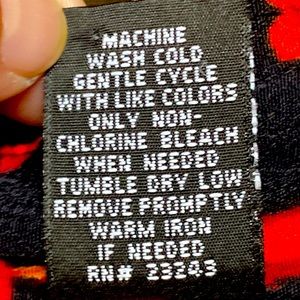 MACHINE
WASH COLD
GENTLE CYCLE
WITH LIKE COLORS
ONLY NON-
CHLORINE BLEACH
WHEN NEEDED
TUMBLE DRY LOW
REMOVE PROMPTLY
WARM IRON
IF NEEDED
RN# 23243